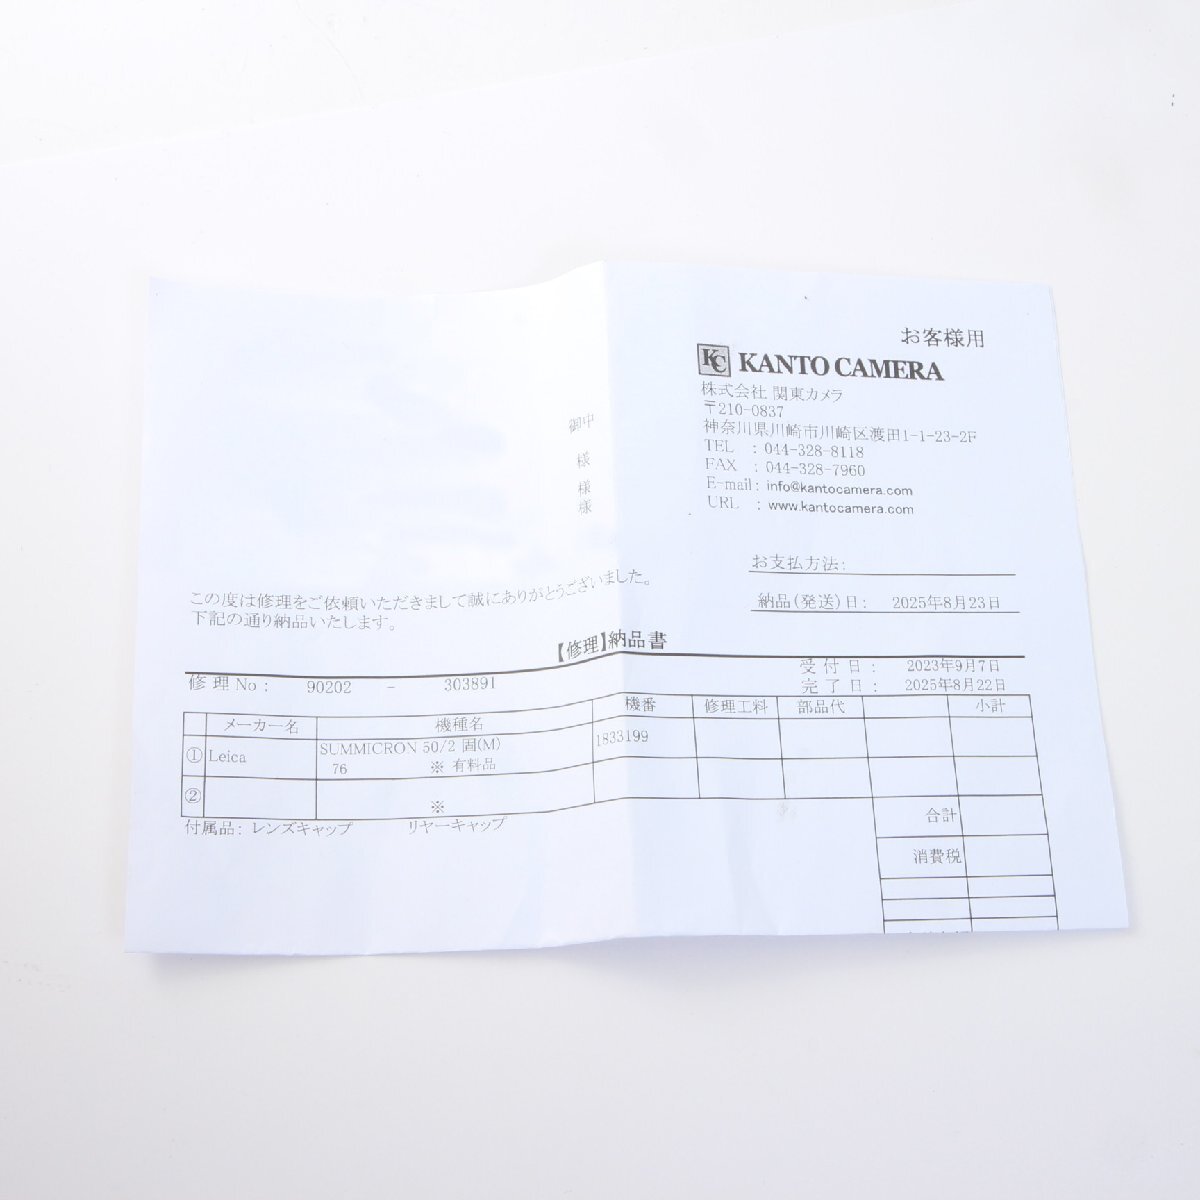 お客様用
KC KANTO CAMERA
株式会社 関東カメラ
〒210-0837
神奈川県川崎市川崎区渡田1-1-23-2F
TEL : 044-328-8118
FAX : 044-328-7960
E-mail : info@kantocamera.com
URL : www.kantocamera.com
御中
様
様
様
お支払方法:
納品(発送)日: 2025年8月23日
この度は修理をご依頼いただきまして誠にありがとうございました。
下記の通り納品いたします。
【修理】納品書
受付日: 2023年9月7日
修理No: 90202 - 303891
完了日: 2025年8月22日
メーカー名 機種名 機番 修理工料 部品代 小計
① Leica SUMMICRON 50/2 固(M) 1833199
76 ※ 有料品
② ※
付属品: レンズキャップ リヤーキャップ
合計
消費税